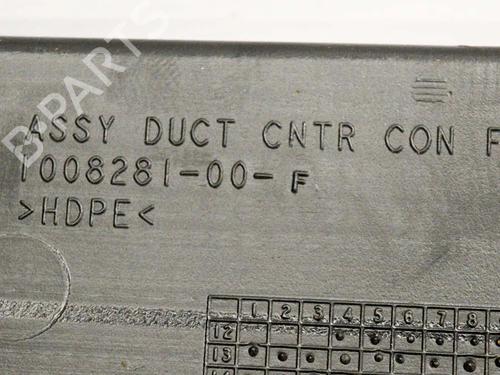 B-PARTS
ASSY DUCT CNTR CON F
1008281-00-F
>HDPE<
1 2 3 4 5 6 7 8
12
13